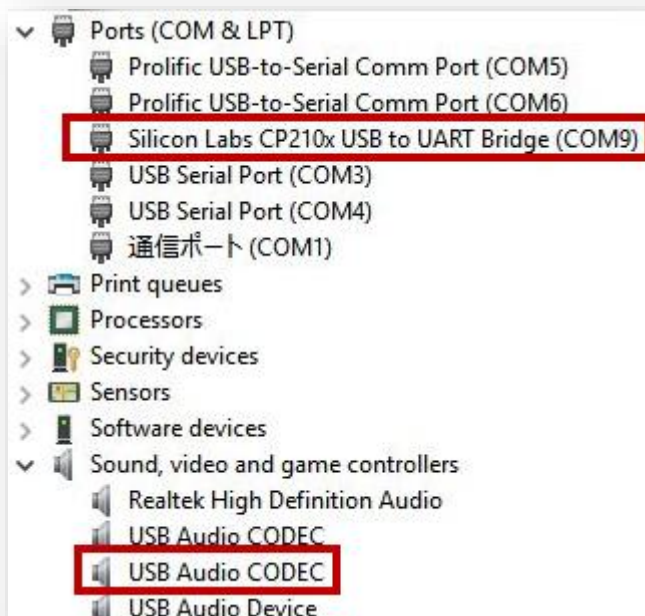 Ports (COM & LPT)
Prolific USB-to-Serial Comm Port (COM5)
Prolific USB-to-Serial Comm Port (COM6)
Silicon Labs CP210x USB to UART Bridge (COM9)
USB Serial Port (COM3)
USB Serial Port (COM4)
通信ポート (COM1)
Print queues
Processors
Security devices
Sensors
Software devices
Sound, video and game controllers
Realtek High Definition Audio
USB Audio CODEC
USB Audio CODEC
USB Audio Device